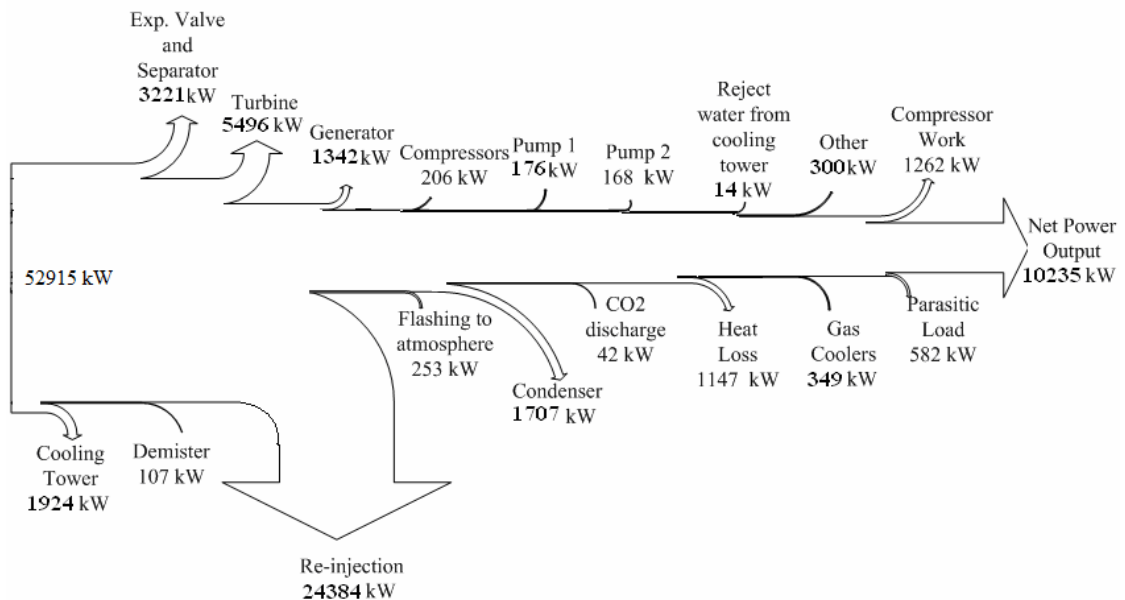 Exp. Valve
and
Separator
3221kW
Turbine
5496 kW
Generator
1342kW
Compressors
206 kW
Pump 1
176kW
Pump 2
168 kW
Reject
water from
cooling
tower
14 kW
Other
300kW
Compressor
Work
1262 kW
Net Power
Output
10235 kW
52915 kW
Flashing to
atmosphere
253 kW
Condenser
1707 kW
CO2
discharge
42 kW
Heat
Loss
1147 kW
Gas
Coolers
349 kW
Parasitic
Load
582 kW
Cooling
Tower
1924 kW
Demister
107 kW
Re-injection
24384 kW